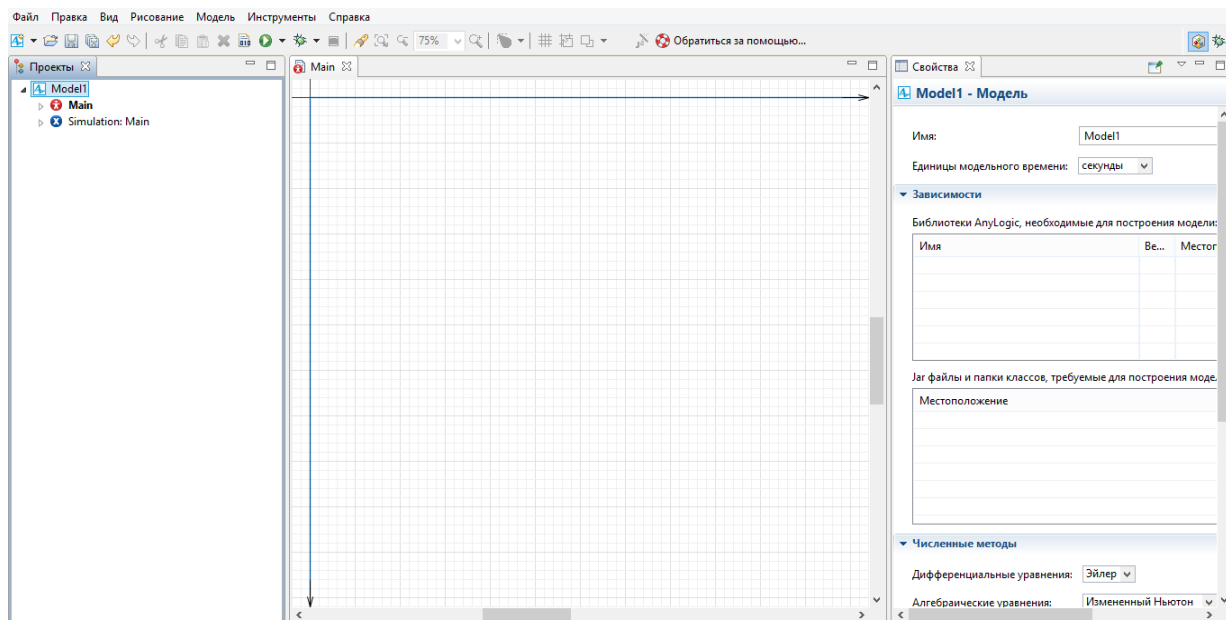 Файл Правка Вид Рисование Модель Инструменты Справка
75% Обратиться за помощью...
Проекты
Model1
Main
Simulation: Main
Main
Свойства
Model1 - Модель
Имя: Model1
Единицы модельного времени: секунды
Зависимости
Библиотеки AnyLogic, необходимые для построения модели:
Имя Ве... Местоп
Jar файлы и папки классов, требуемые для построения моде
Местоположение
Численные методы
Дифференциальные уравнения: Эйлер
Алгебраические уравнения: Измененный Ньютон